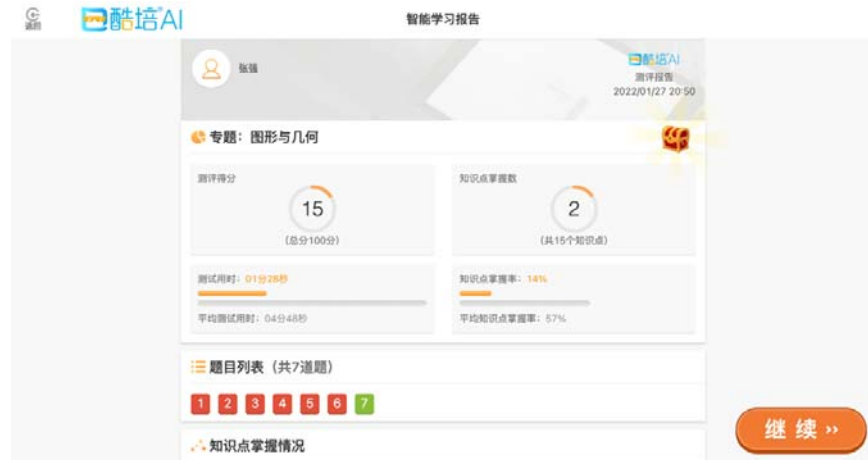 返回
酷培AI
智能学习报告
张强
酷培AI
测评报告
2022/01/27 20:50
专题：图形与几何
测评得分
15
(总分100分)
知识点掌握数
2
(共15个知识点)
测试用时：01分28秒
平均测试用时：04分48秒
知识点掌握率：14%
平均知识点掌握率：57%
题目列表（共7道题）
1 2 3 4 5 6 7
知识点掌握情况
继续 »